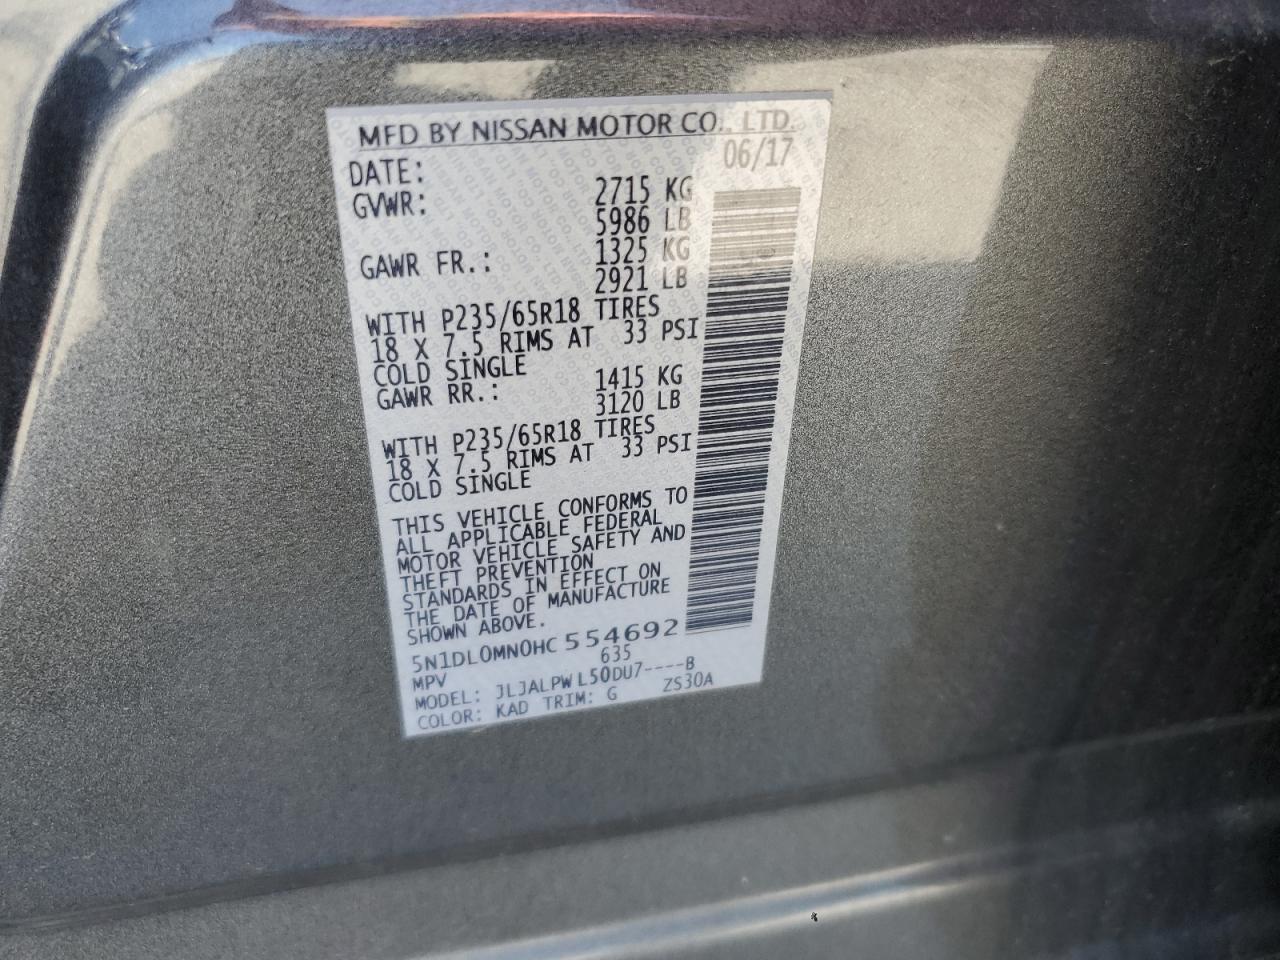 MFD BY NISSAN MOTOR CO., LTD.
DATE: 06/17
GVWR: 2715 KG
5986 LB
GAWR FR.: 1325 KG
2921 LB
WITH P235/65R18 TIRES
18 X 7.5 RIMS AT 33 PSI
COLD SINGLE
GAWR RR.: 1415 KG
3120 LB
WITH P235/65R18 TIRES
18 X 7.5 RIMS AT 33 PSI
COLD SINGLE
THIS VEHICLE CONFORMS TO
ALL APPLICABLE FEDERAL
MOTOR VEHICLE SAFETY AND
THEFT PREVENTION
STANDARDS IN EFFECT ON
THE DATE OF MANUFACTURE
SHOWN ABOVE.
5N1DL0MN0HC554692
MPV 635
MODEL: JLJALPWL50DU7----B
COLOR: KAD TRIM: G ZS30A